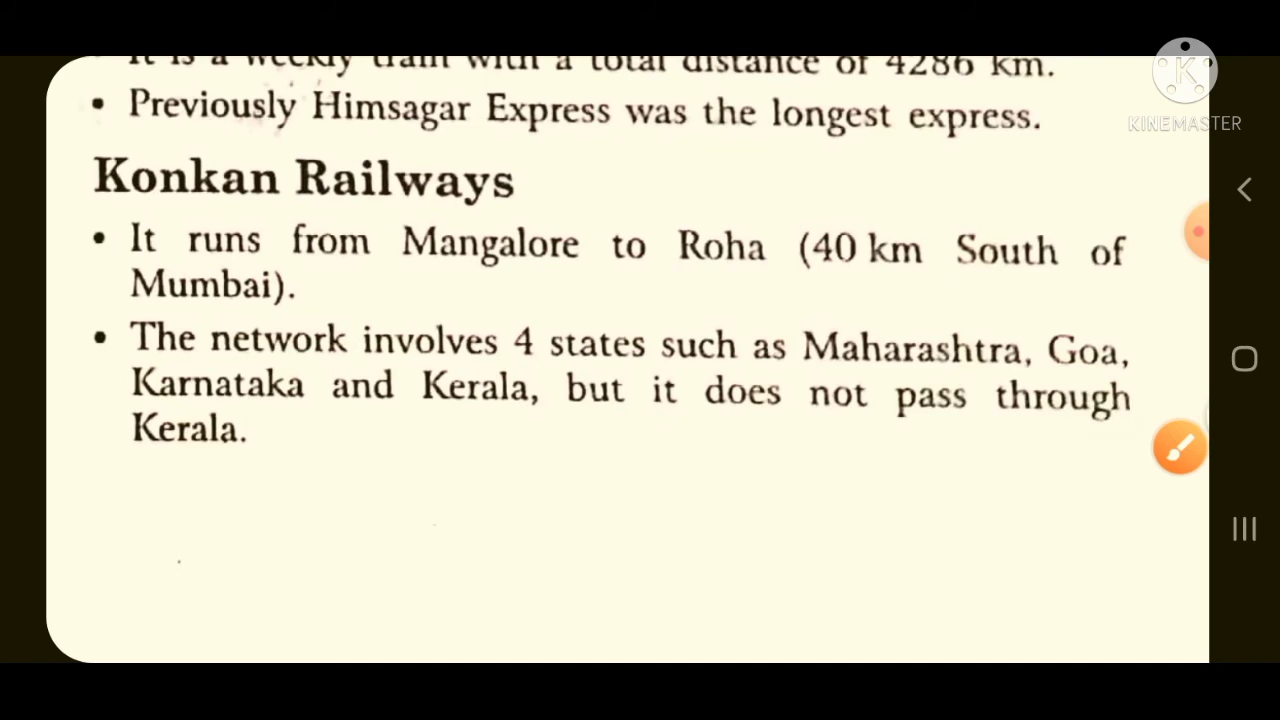 It is a weekly train with a total distance of 4286 km.
• Previously Himsagar Express was the longest express.
KINEMASTER
Konkan Railways
• It runs from Mangalore to Roha (40 km South of
Mumbai).
• The network involves 4 states such as Maharashtra, Goa,
Karnataka and Kerala, but it does not pass through
Kerala.